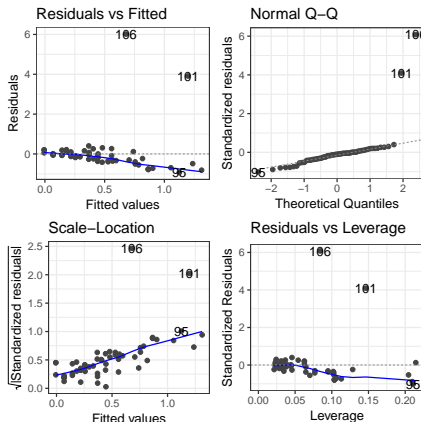 Residuals vs Fitted
Residuals
6
4
2
0
106
101
95
0.0 0.5 1.0
Fitted values
Normal Q−Q
Standardized residuals
6
4
2
0
101
95
−2 −1 0 1 2
Theoretical Quantiles
Scale−Location
√|Standardized residuals|
2.5
2.0
1.5
1.0
0.5
0.0
106
101
95
0.0 0.5 1.0
Fitted values
Residuals vs Leverage
Standardized Residuals
6
4
2
0
106
101
95
0.00 0.05 0.10 0.15 0.20
Leverage